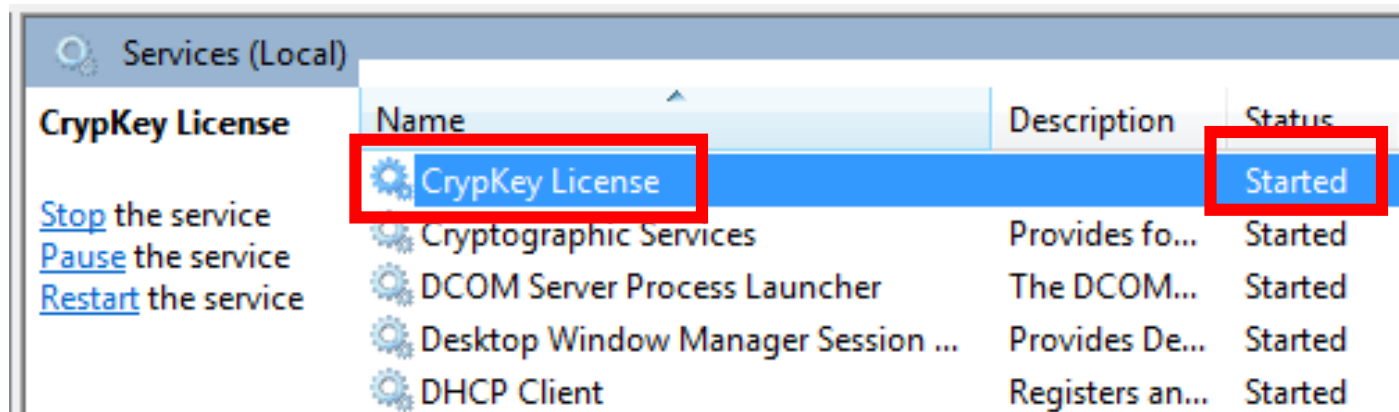 Services (Local)
CrypKey License
Stop the service
Pause the service
Restart the service
Name Description Status
CrypKey License Started
Cryptographic Services Provides fo... Started
DCOM Server Process Launcher The DCOM... Started
Desktop Window Manager Session ... Provides De... Started
DHCP Client Registers an... Started